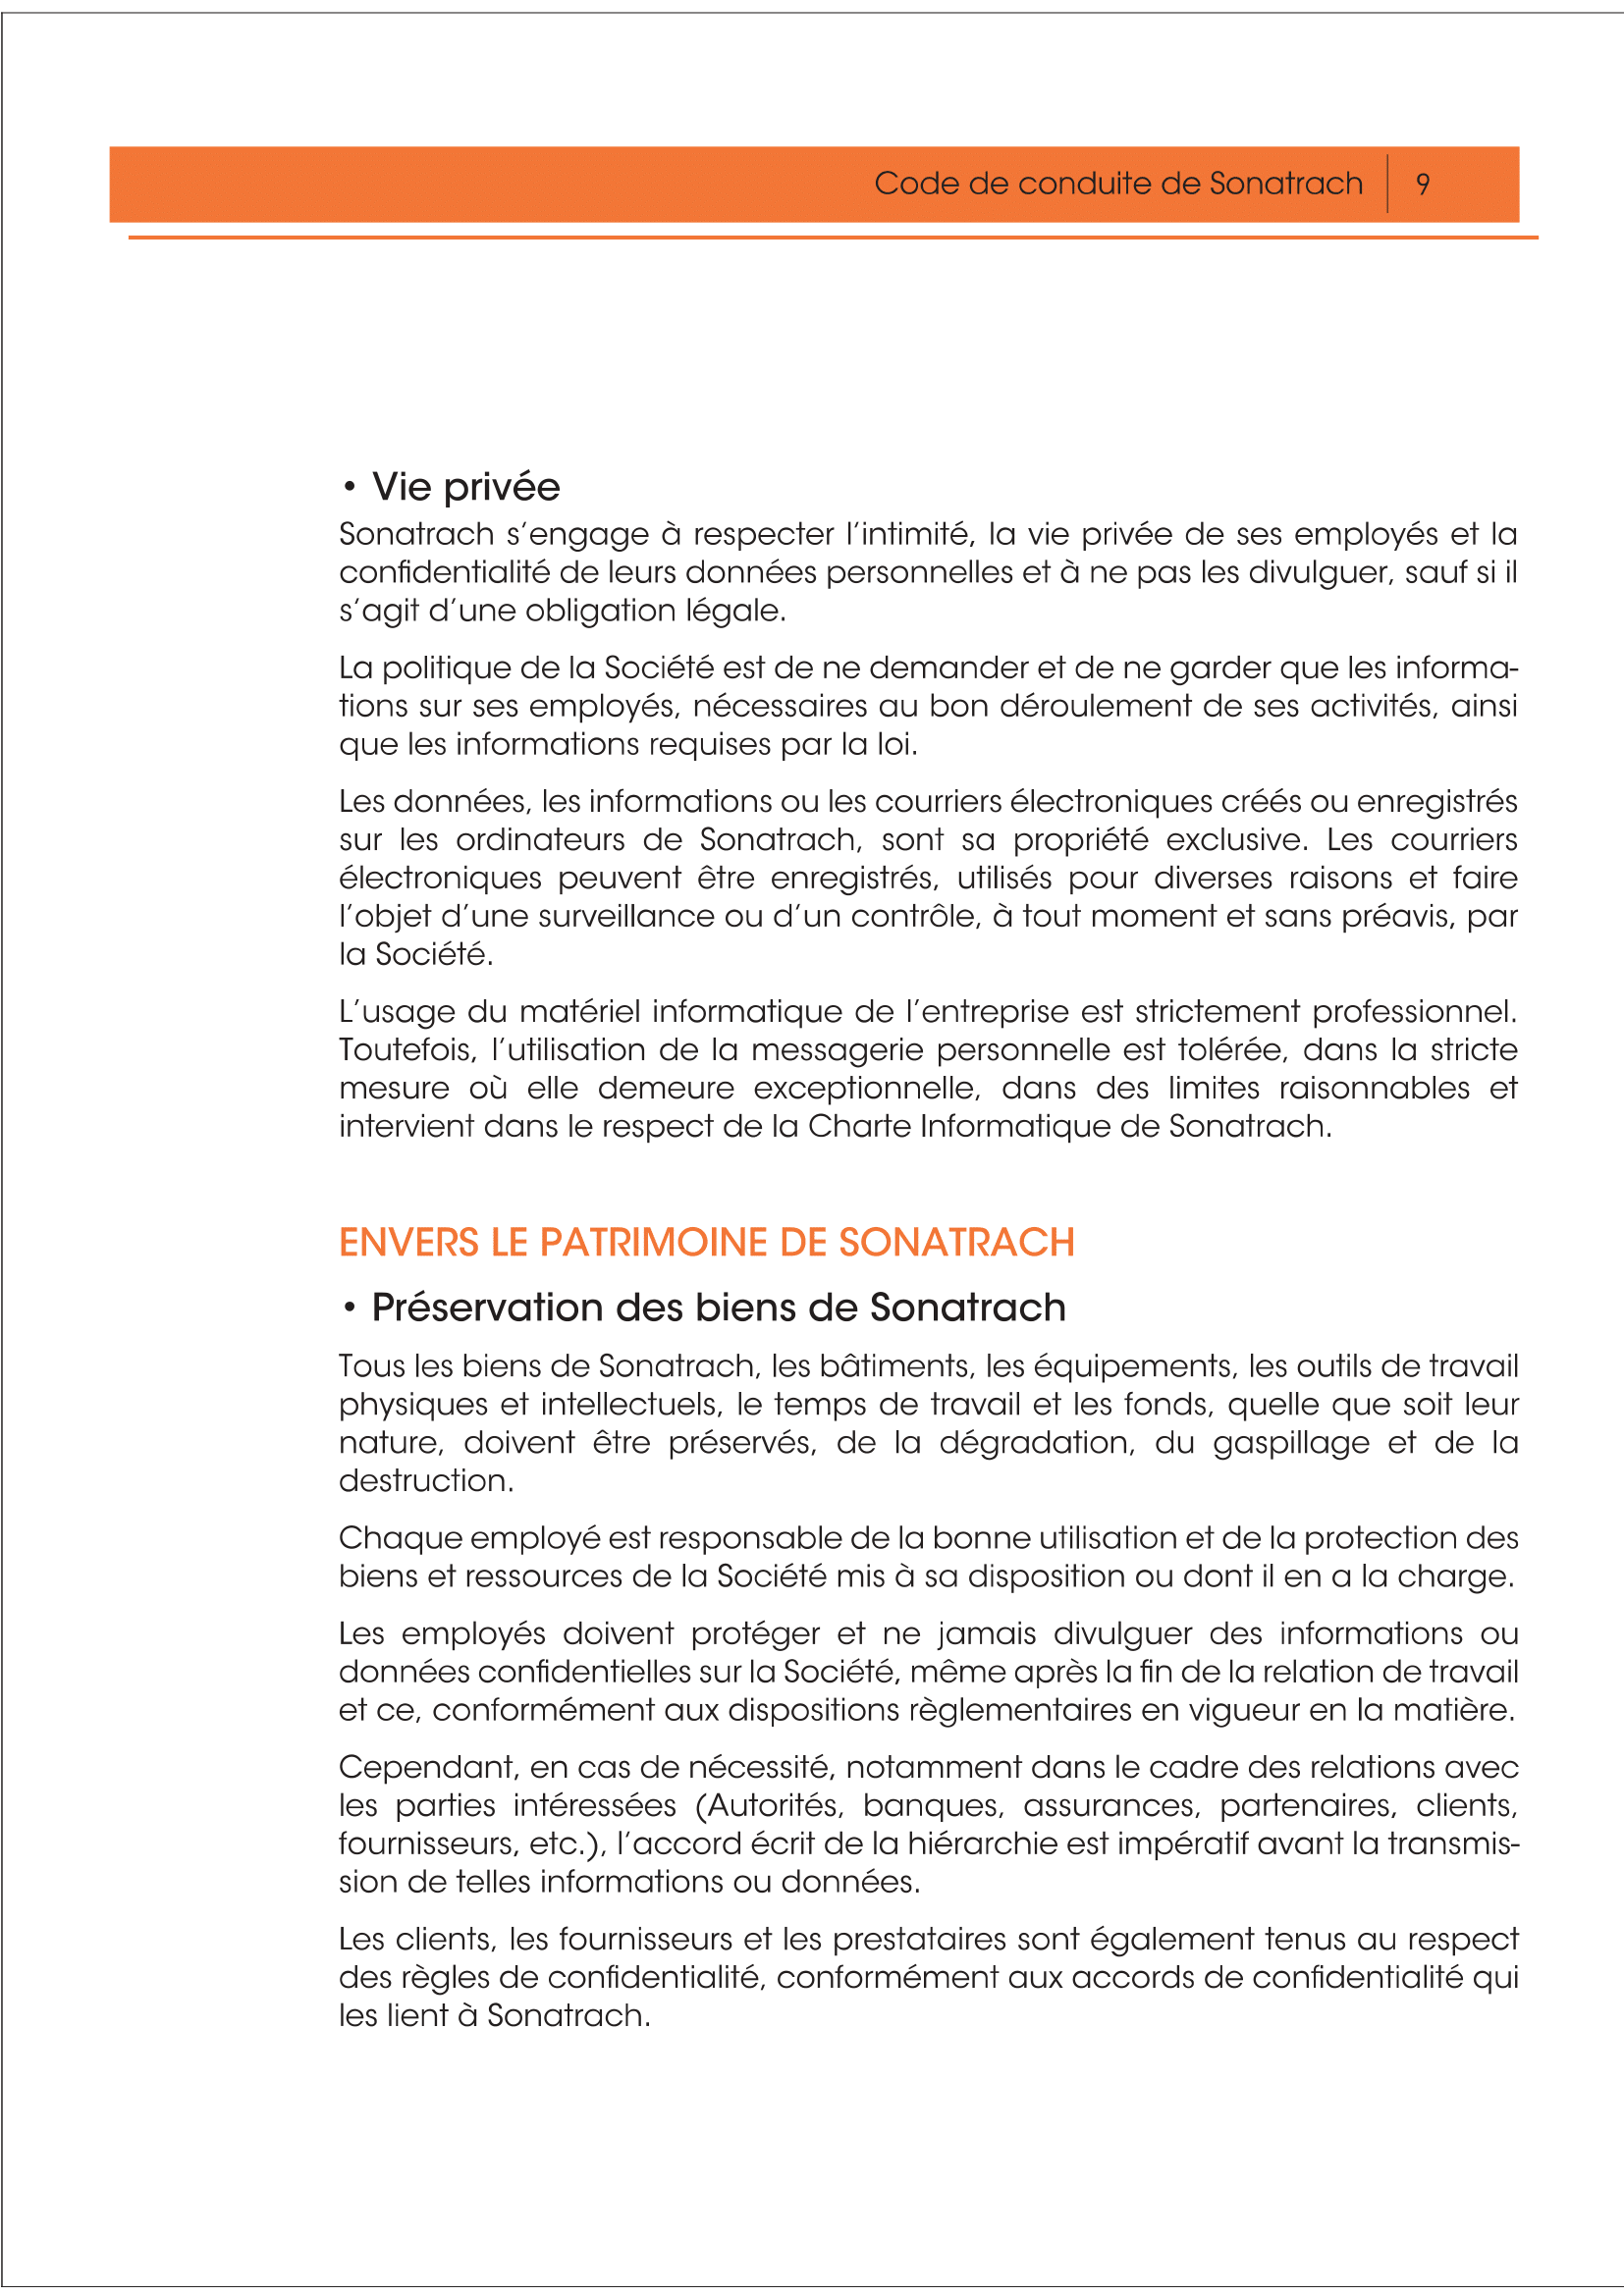 Code de conduite de Sonatrach 9
• Vie privée
Sonatrach s’engage à respecter l’intimité, la vie privée de ses employés et la
confidentialité de leurs données personnelles et à ne pas les divulguer, sauf si il
s’agit d’une obligation légale.
La politique de la Société est de ne demander et de ne garder que les informa-
tions sur ses employés, nécessaires au bon déroulement de ses activités, ainsi
que les informations requises par la loi.
Les données, les informations ou les courriers électroniques créés ou enregistrés
sur les ordinateurs de Sonatrach, sont sa propriété exclusive. Les courriers
électroniques peuvent être enregistrés, utilisés pour diverses raisons et faire
l’objet d’une surveillance ou d’un contrôle, à tout moment et sans préavis, par
la Société.
L’usage du matériel informatique de l’entreprise est strictement professionnel.
Toutefois, l’utilisation de la messagerie personnelle est tolérée, dans la stricte
mesure où elle demeure exceptionnelle, dans des limites raisonnables et
intervient dans le respect de la Charte Informatique de Sonatrach.
ENVERS LE PATRIMOINE DE SONATRACH
• Préservation des biens de Sonatrach
Tous les biens de Sonatrach, les bâtiments, les équipements, les outils de travail
physiques et intellectuels, le temps de travail et les fonds, quelle que soit leur
nature, doivent être préservés, de la dégradation, du gaspillage et de la
destruction.
Chaque employé est responsable de la bonne utilisation et de la protection des
biens et ressources de la Société mis à sa disposition ou dont il en a la charge.
Les employés doivent protéger et ne jamais divulguer des informations ou
données confidentielles sur la Société, même après la fin de la relation de travail
et ce, conformément aux dispositions règlementaires en vigueur en la matière.
Cependant, en cas de nécessité, notamment dans le cadre des relations avec
les parties intéressées (Autorités, banques, assurances, partenaires, clients,
fournisseurs, etc.), l’accord écrit de la hiérarchie est impératif avant la transmis-
sion de telles informations ou données.
Les clients, les fournisseurs et les prestataires sont également tenus au respect
des règles de confidentialité, conformément aux accords de confidentialité qui
les lient à Sonatrach.